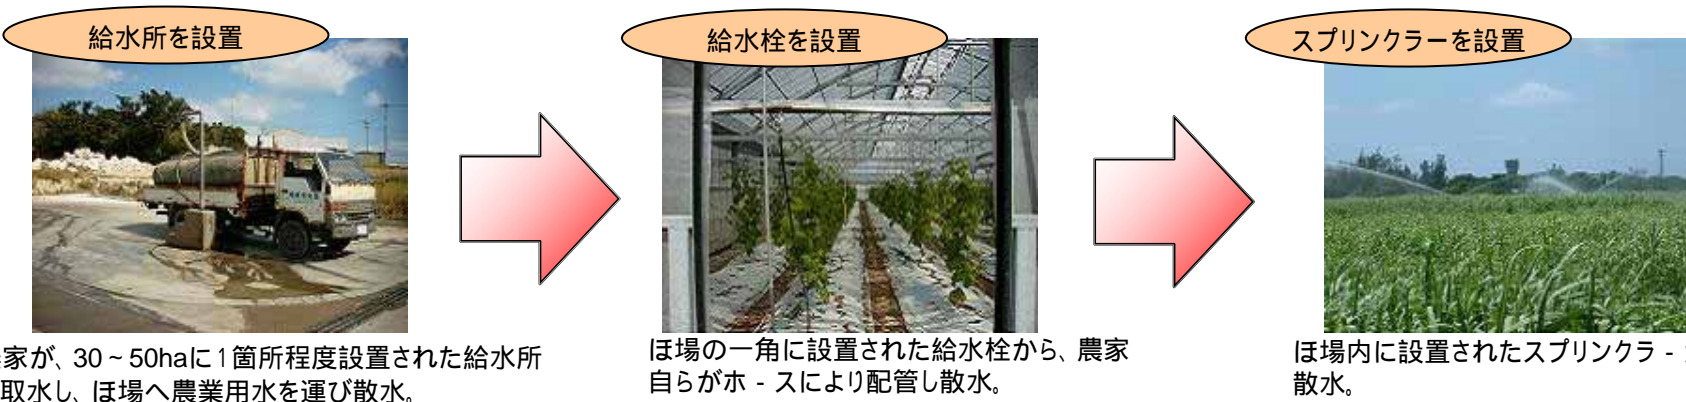 給水所を設置
給水栓を設置
スプリンクラーを設置
家が、30～50haに1箇所程度設置された給水所
取水し、ほ場へ農業用水を運び散水。
ほ場の一角に設置された給水栓から、農家
自らがホ－スにより配管し散水。
ほ場内に設置されたスプリンクラ－
散水。